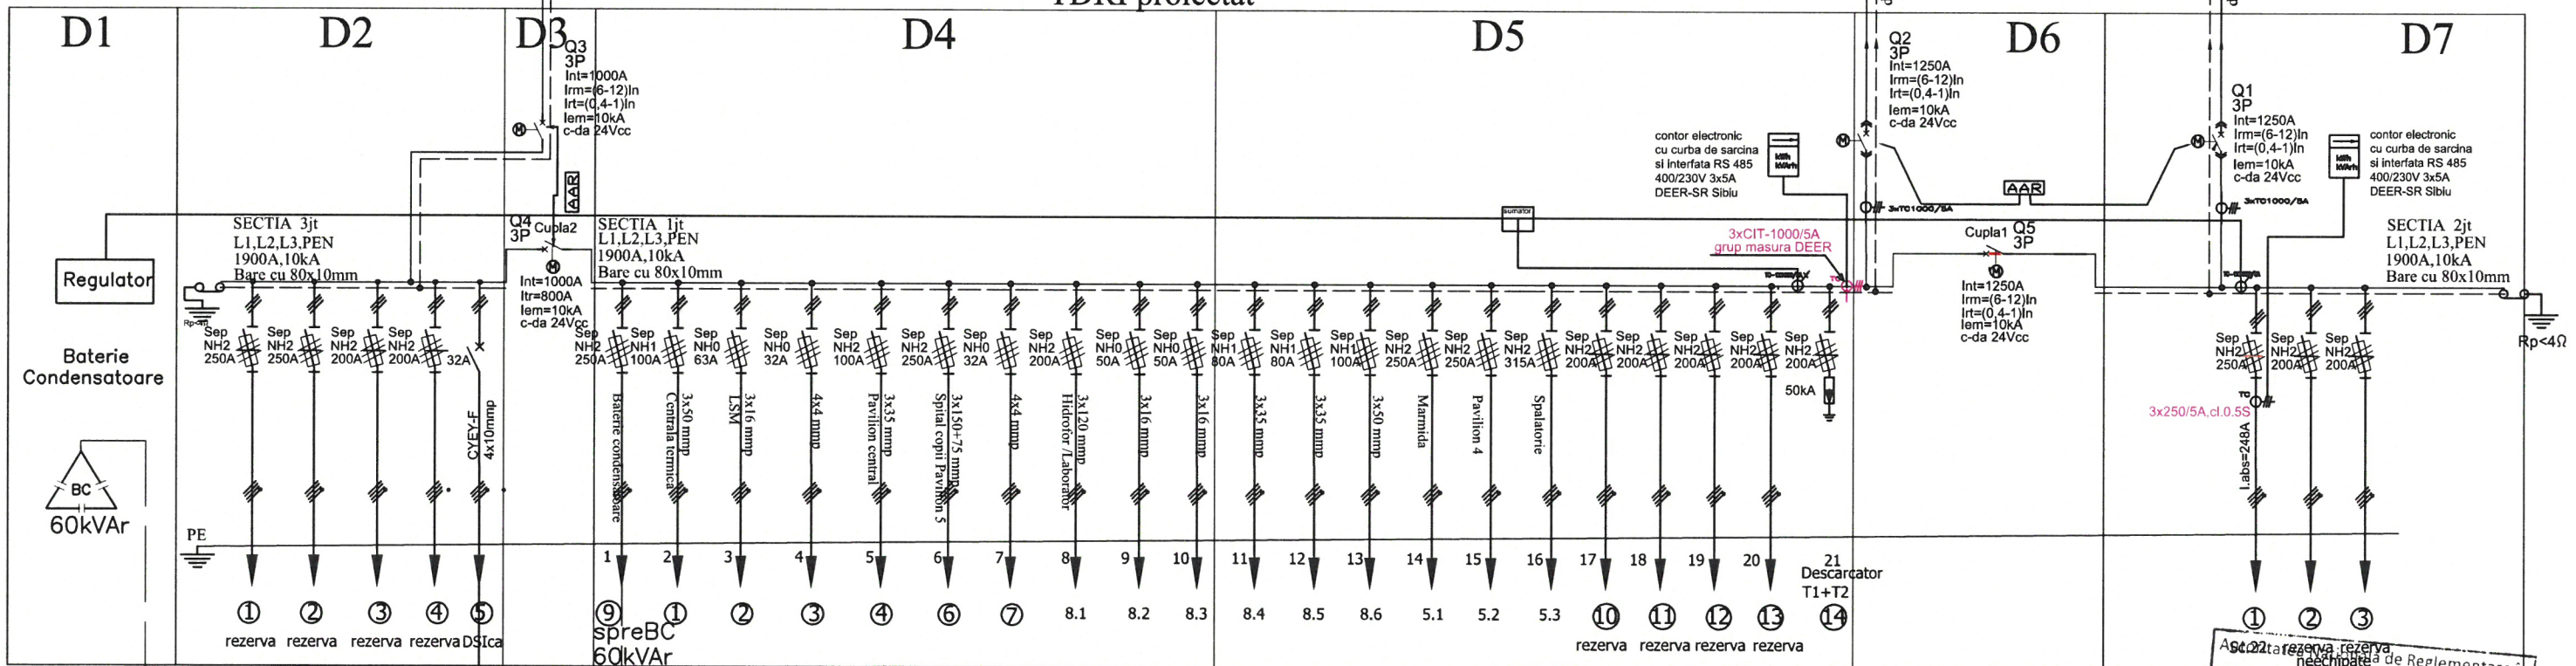 TDRI proiectat
D1
D2
D3
D4
D5
D6
D7
Q3
3P
Int=1000A
Irm=(6-12)In
Irt=(0,4-1)In
Iem=10kA
c-da 24Vcc
M
AAR
Q2
3P
Int=1250A
Irm=(6-12)In
Irt=(0,4-1)In
Iem=10kA
c-da 24Vcc
M
Q1
3P
Int=1250A
Irm=(6-12)In
Irt=(0,4-1)In
Iem=10kA
c-da 24Vcc
M
contor electronic
cu curba de sarcina
si interfata RS 485
400/230V 3x5A
DEER-SR Sibiu
kWh
kVArh
contor electronic
cu curba de sarcina
si interfata RS 485
400/230V 3x5A
DEER-SR Sibiu
kWh
kVArh
AAR
3xTC1000/5A
3xTC1000/5A
SECTIA 3jt
L1,L2,L3,PEN
1900A,10kA
Bare cu 80x10mm
Q4
3P
Cupla2
M
Int=1000A
Itr=800A
Iem=10kA
c-da 24Vcc
SECTIA 1jt
L1,L2,L3,PEN
1900A,10kA
Bare cu 80x10mm
sumator
3xCIT-1000/5A
grup masura DEER
TC
Cupla1
Q5
3P
M
Int=1250A
Irm=(6-12)In
Irt=(0,4-1)In
Iem=10kA
c-da 24Vcc
SECTIA 2jt
L1,L2,L3,PEN
1900A,10kA
Bare cu 80x10mm
Rp<4Ω
Regulator
Baterie
Condensatoare
BC
60kVAr
Rp<4Ω
Sep NH2 250A
Sep NH2 250A
Sep NH2 200A
Sep NH2 200A
32A
Sep NH2 250A
Sep NH1 100A
Sep NH0 63A
Sep NH0 32A
Sep NH2 100A
Sep NH2 250A
Sep NH0 32A
Sep NH2 200A
Sep NH0 50A
Sep NH0 50A
Sep NH1 80A
Sep NH1 80A
Sep NH1 100A
Sep NH2 250A
Sep NH2 250A
Sep NH2 315A
Sep NH2 200A
Sep NH2 200A
Sep NH2 200A
Sep NH2 200A
Sep NH2 200A
50kA
Sep NH2 250A
Sep NH2 200A
Sep NH2 200A
CYEY-F
4x10mmp
Baterie condensatoare
Centrala termica
3x50 mmp
LSM
3x16 mmp
4x4 mmp
Pavilion central
3x35 mmp
Spital copii Pavilion 5
3x150+75 mmp
4x4 mmp
Hidrofor /Laborator
3x120 mmp
3x16 mmp
3x16 mmp
3x35 mmp
3x35 mmp
3x50 mmp
Marmida
Pavilion 4
Spalatorie
TC
3x250/5A,cl.0.5S
I.abs=248A
PE
1 2 3 4 5 6 7 8 9 10 11 12 13 14 15 16 17 18 19 20 21
Descarcator
T1+T2
1 2 3 4 5
9 1 2 3 4 6 7 8.1 8.2 8.3 8.4 8.5 8.6 5.1 5.2 5.3 10 11 12 13 14
1 2 3
rezerva rezerva rezerva rezerva DSIca
spreBC
60kVAr
rezerva rezerva rezerva rezerva
rezerva rezerva
neechipate
de Reglementare